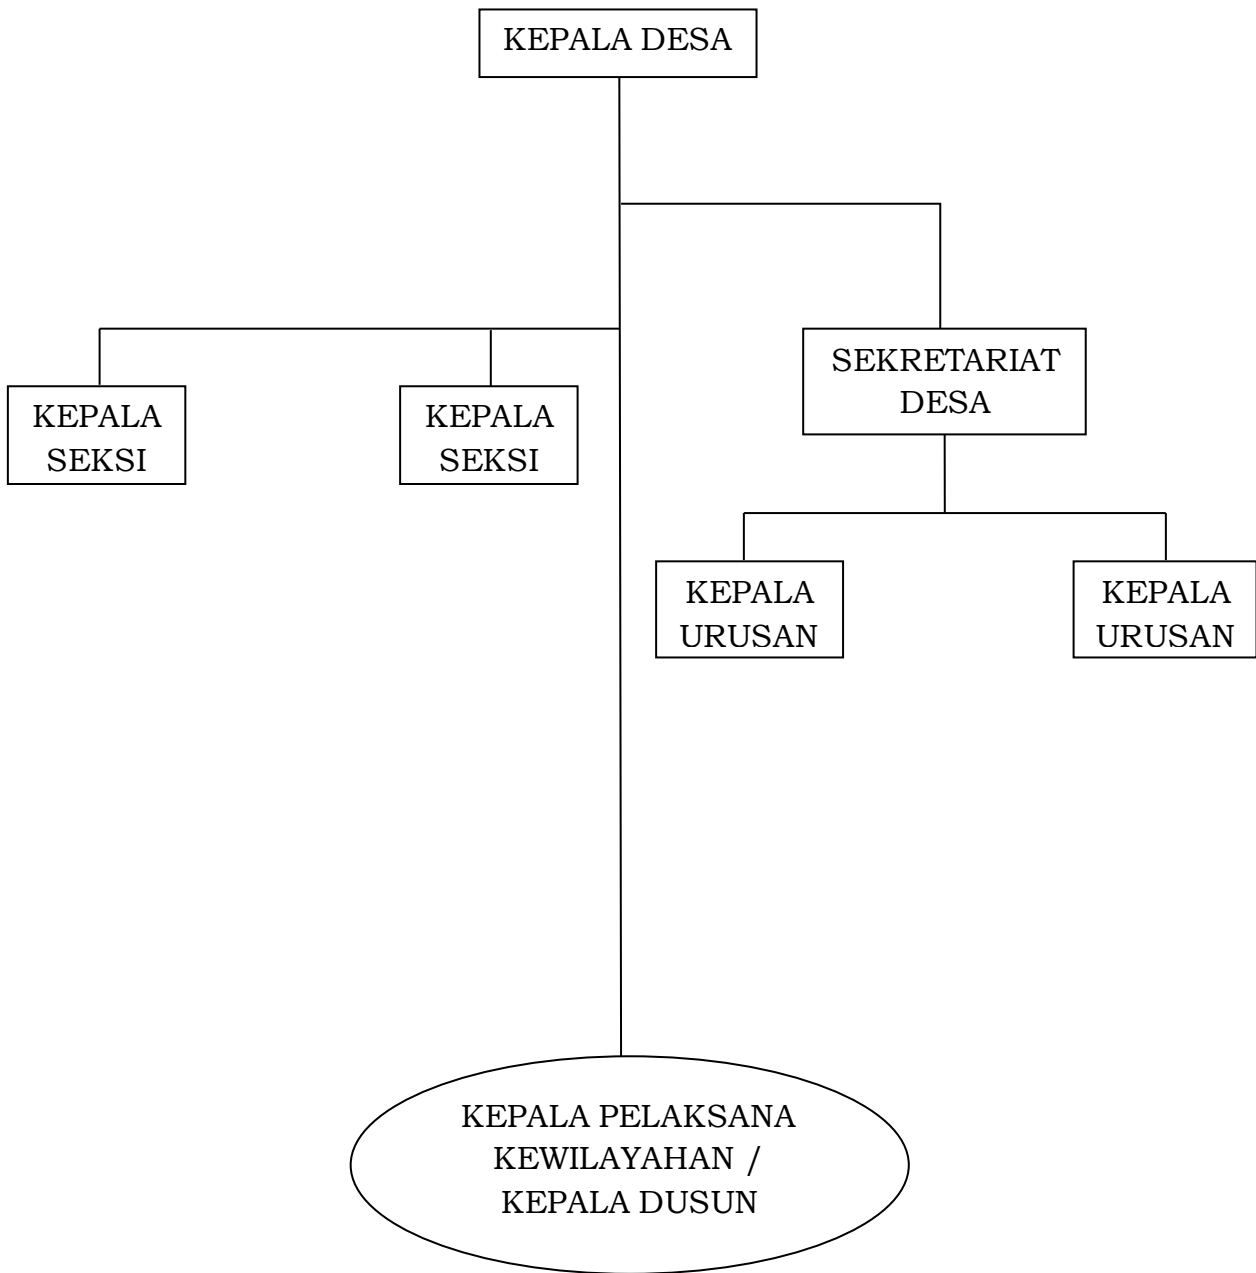 KEPALA DESA
SEKRETARIAT
DESA
KEPALA
SEKSI
KEPALA
SEKSI
KEPALA
URUSAN
KEPALA
URUSAN
KEPALA PELAKSANA
KEWILAYAHAN /
KEPALA DUSUN